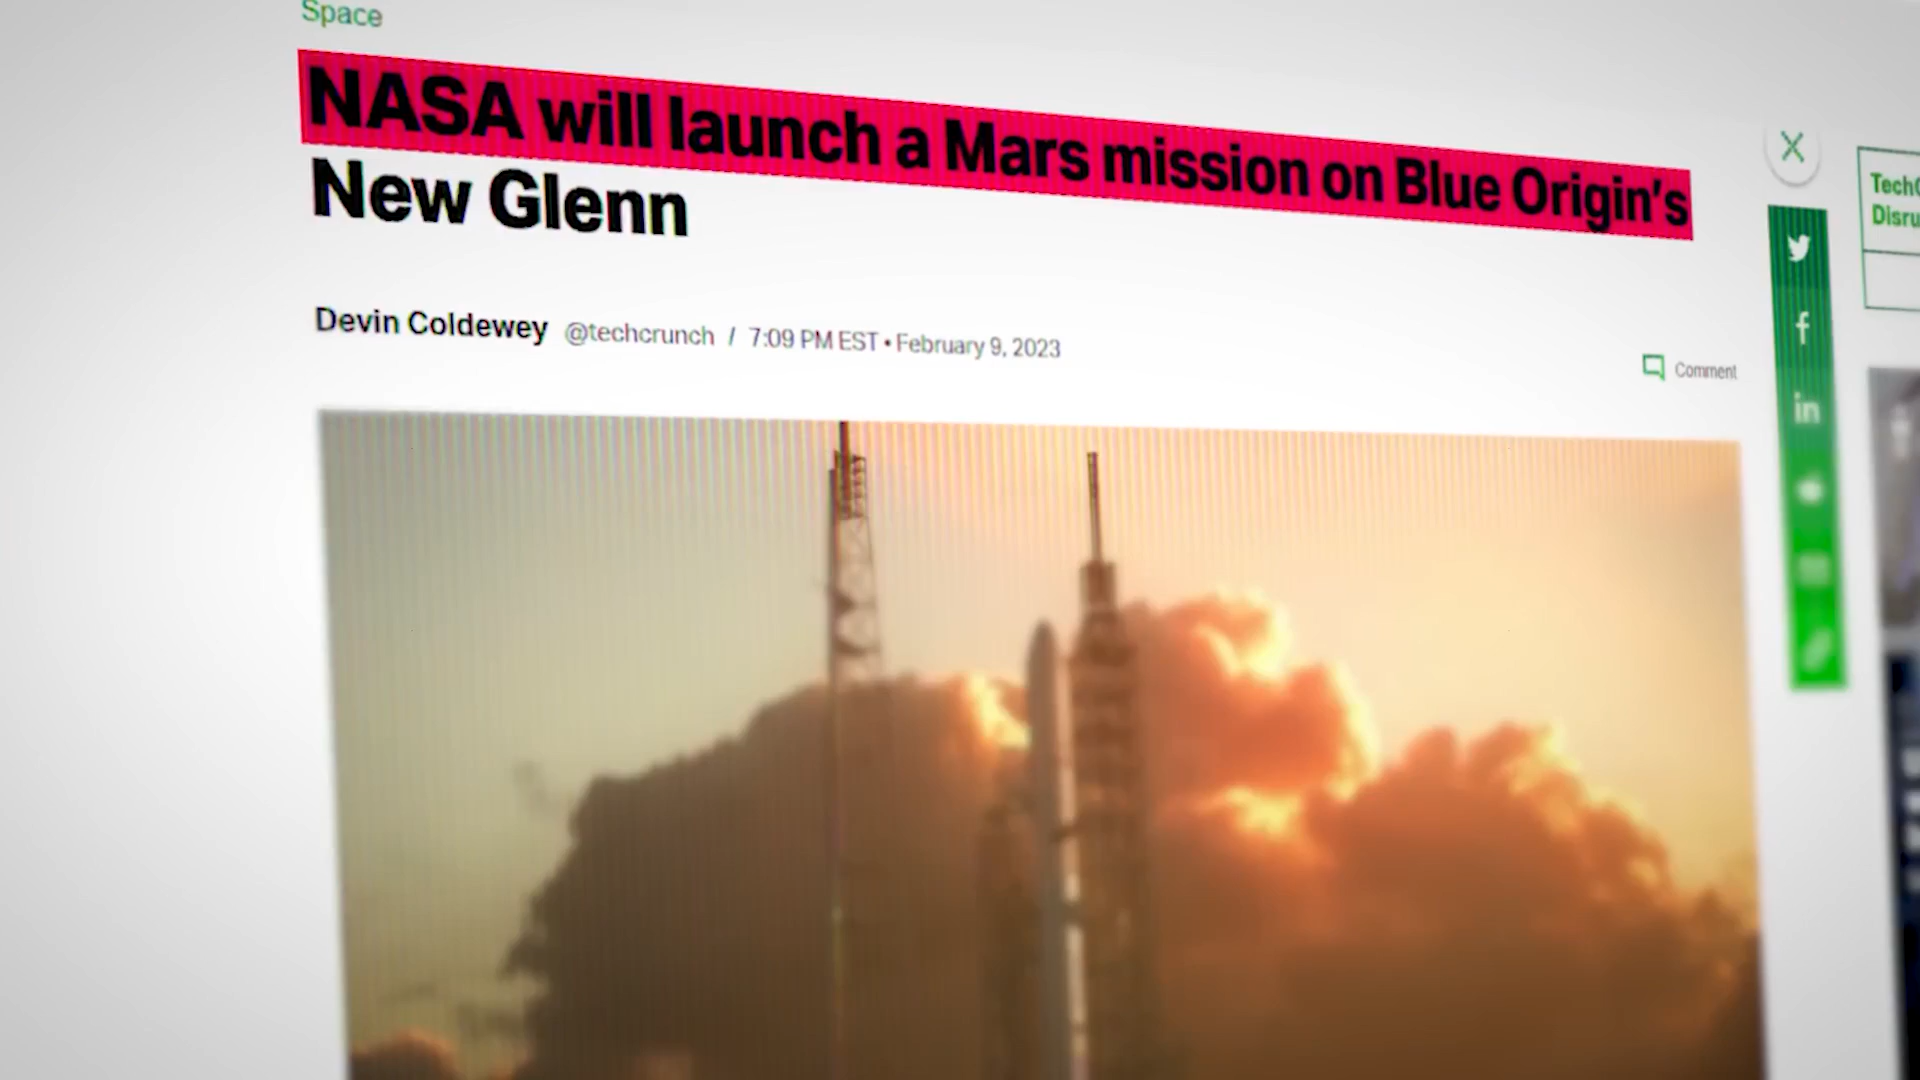 Space
NASA will launch a Mars mission on Blue Origin's
New Glenn
Devin Coldewey @techcrunch / 7:09 PM EST • February 9, 2023
Comment
Disru